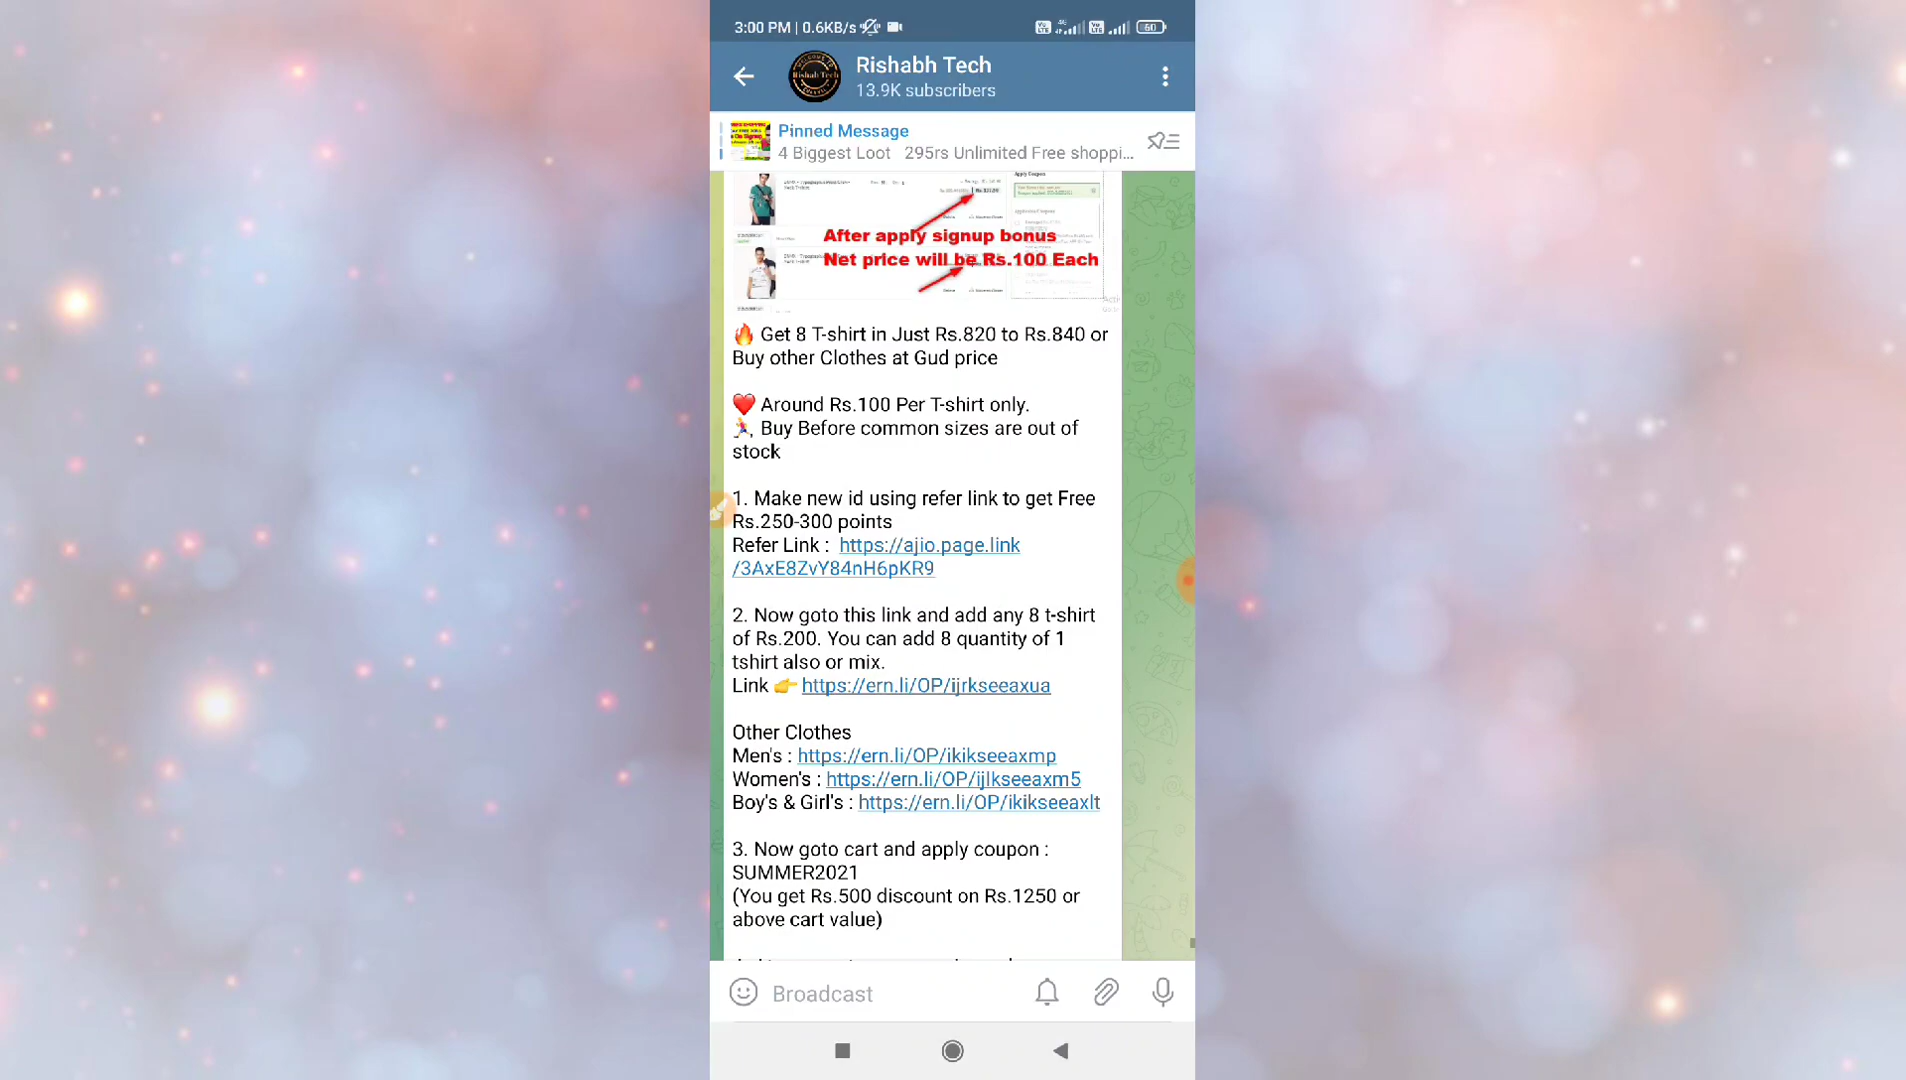 3:00 PM | 0.6KB/s
60
Rishabh Tech
13.9K subscribers
Pinned Message
4 Biggest Loot 295rs Unlimited Free shoppi...
Apply Coupon
After apply signup bonus
Net price will be Rs.100 Each
🔥 Get 8 T-shirt in Just Rs.820 to Rs.840 or
Buy other Clothes at Gud price
❤️ Around Rs.100 Per T-shirt only.
🏃 Buy Before common sizes are out of
stock
1. Make new id using refer link to get Free
Rs.250-300 points
Refer Link : https://ajio.page.link
/3AxE8ZvY84nH6pKR9
2. Now goto this link and add any 8 t-shirt
of Rs.200. You can add 8 quantity of 1
tshirt also or mix.
Link 👉 https://ern.li/OP/ijrkseeaxua
Other Clothes
Men's : https://ern.li/OP/ikikseeaxmp
Women's : https://ern.li/OP/ijlkseeaxm5
Boy's & Girl's : https://ern.li/OP/ikikseeaxlt
3. Now goto cart and apply coupon :
SUMMER2021
(You get Rs.500 discount on Rs.1250 or
above cart value)
Broadcast